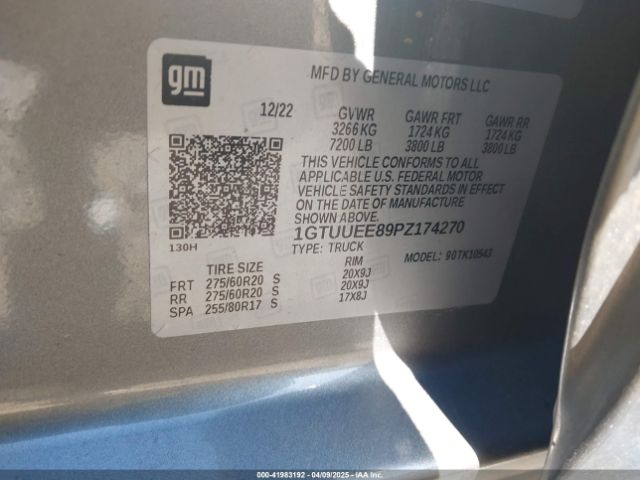 gm
MFD BY GENERAL MOTORS LLC
12/22 GVWR GAWR FRT GAWR RR
3266 KG 1724 KG 1724 KG
7200 LB 3800 LB 3800 LB
THIS VEHICLE CONFORMS TO ALL
APPLICABLE U.S. FEDERAL MOTOR
VEHICLE SAFETY STANDARDS IN EFFECT
ON THE DATE OF MANUFACTURE
SHOWN ABOVE.
1GTUUEE89PZ174270
130H TYPE: TRUCK MODEL: 90TK10543
TIRE SIZE RIM
FRT 275/60R20 S 20X9J
RR 275/60R20 S 20X9J
SPA 255/80R17 S 17X8J
000-41983192 04/09/2025 IAAI.CA